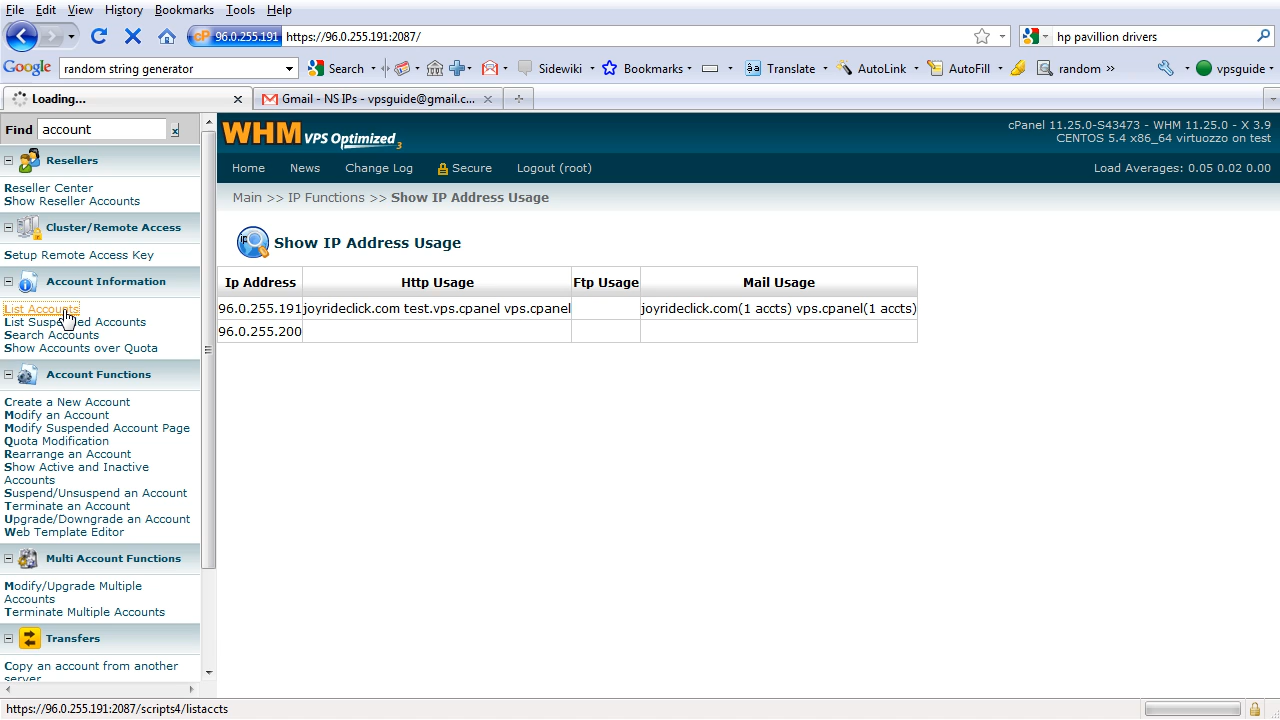 File Edit View History Bookmarks Tools Help
cP 96.0.255.191 https://96.0.255.191:2087/ hp pavillion drivers
Google random string generator Search Sidewiki Bookmarks Translate AutoLink AutoFill random » vpsguide
Loading... Gmail - NS IPs - vpsguide@gmail.c...
Find account x
WHM VPS Optimized 3
cPanel 11.25.0-S43473 - WHM 11.25.0 - X 3.9
CENTOS 5.4 x86_64 virtuozzo on test
Home News Change Log Secure Logout (root) Load Averages: 0.05 0.02 0.00
Main >> IP Functions >> Show IP Address Usage
Resellers
Reseller Center
Show Reseller Accounts
Cluster/Remote Access
Setup Remote Access Key
Account Information
List Accounts
List Suspended Accounts
Search Accounts
Show Accounts over Quota
Account Functions
Create a New Account
Modify an Account
Modify Suspended Account Page
Quota Modification
Rearrange an Account
Show Active and Inactive
Accounts
Suspend/Unsuspend an Account
Terminate an Account
Upgrade/Downgrade an Account
Web Template Editor
Multi Account Functions
Modify/Upgrade Multiple
Accounts
Terminate Multiple Accounts
Transfers
Copy an account from another
server
IP
Show IP Address Usage
Ip Address Http Usage Ftp Usage Mail Usage
96.0.255.191 joyrideclick.com test.vps.cpanel vps.cpanel joyrideclick.com(1 accts) vps.cpanel(1 accts)
96.0.255.200
https://96.0.255.191:2087/scripts4/listaccts